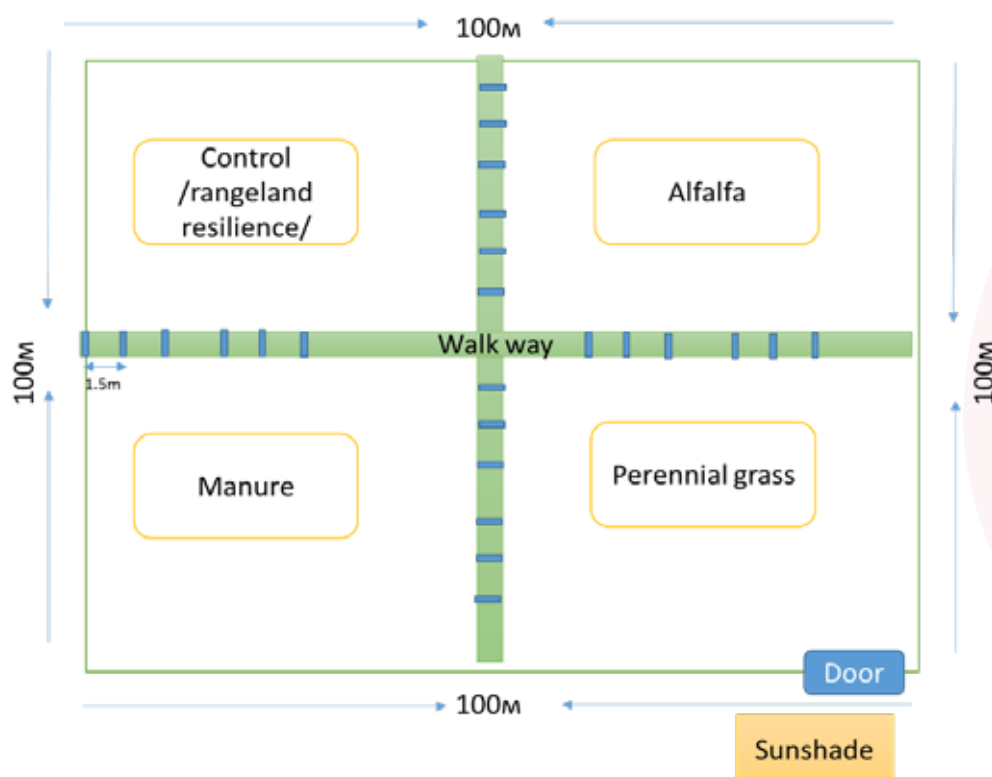 100м
Control
/rangeland
resilience/
Alfalfa
Walk way
1.5m
100м
100м
Manure
Perennial grass
Door
100м
Sunshade